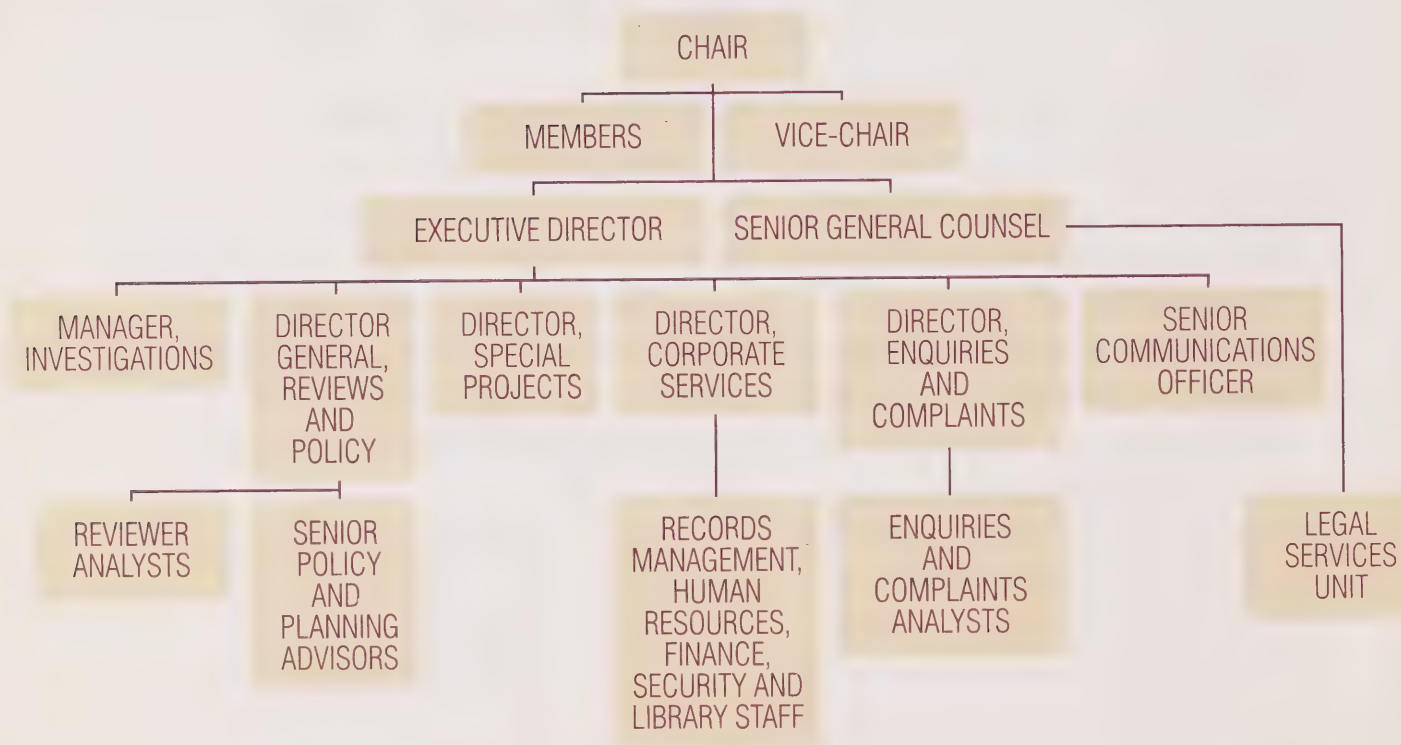 CHAIR
MEMBERS
VICE-CHAIR
EXECUTIVE DIRECTOR
SENIOR GENERAL COUNSEL
MANAGER,
INVESTIGATIONS
DIRECTOR
GENERAL,
REVIEWS
AND
POLICY
DIRECTOR,
SPECIAL
PROJECTS
DIRECTOR,
CORPORATE
SERVICES
DIRECTOR,
ENQUIRIES
AND
COMPLAINTS
SENIOR
COMMUNICATIONS
OFFICER
REVIEWER
ANALYSTS
SENIOR
POLICY
AND
PLANNING
ADVISORS
RECORDS
MANAGEMENT,
HUMAN
RESOURCES,
FINANCE,
SECURITY AND
LIBRARY STAFF
ENQUIRIES
AND
COMPLAINTS
ANALYSTS
LEGAL
SERVICES
UNIT